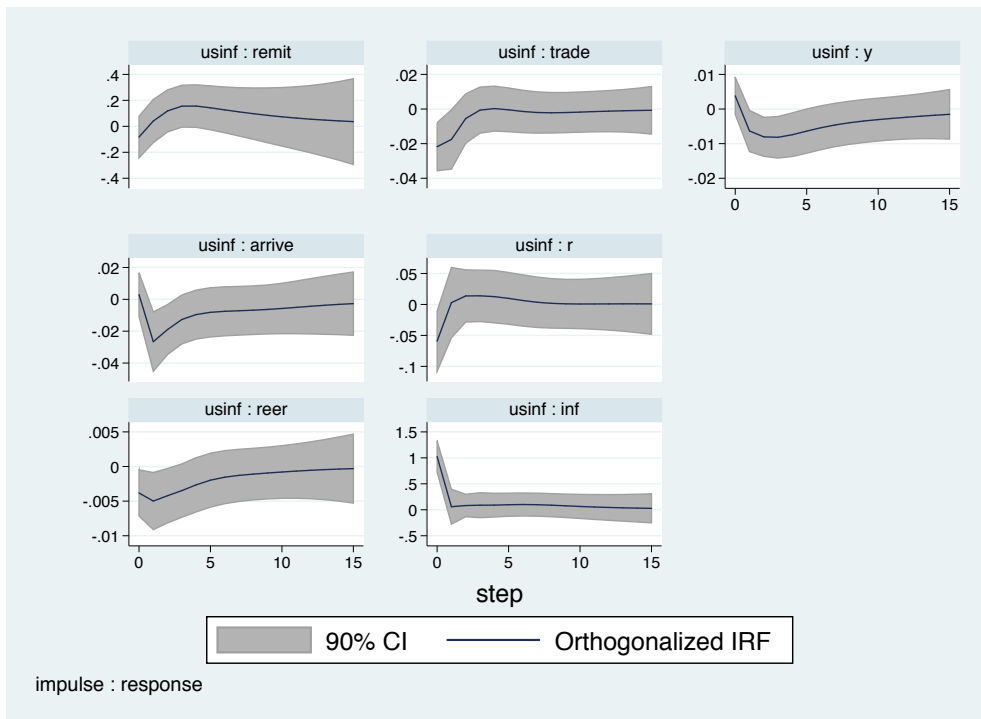 usinf : remit
.4
.2
0
-.2
-.4
usinf : trade
.02
0
-.02
-.04
usinf : y
.01
0
-.01
-.02
0 5 10 15
usinf : arrive
.02
0
-.02
-.04
usinf : r
.05
0
-.05
-.1
usinf : reer
.005
0
-.005
-.01
0 5 10 15
usinf : inf
1.5
1
.5
0
-.5
0 5 10 15
step
90% CI Orthogonalized IRF
impulse : response